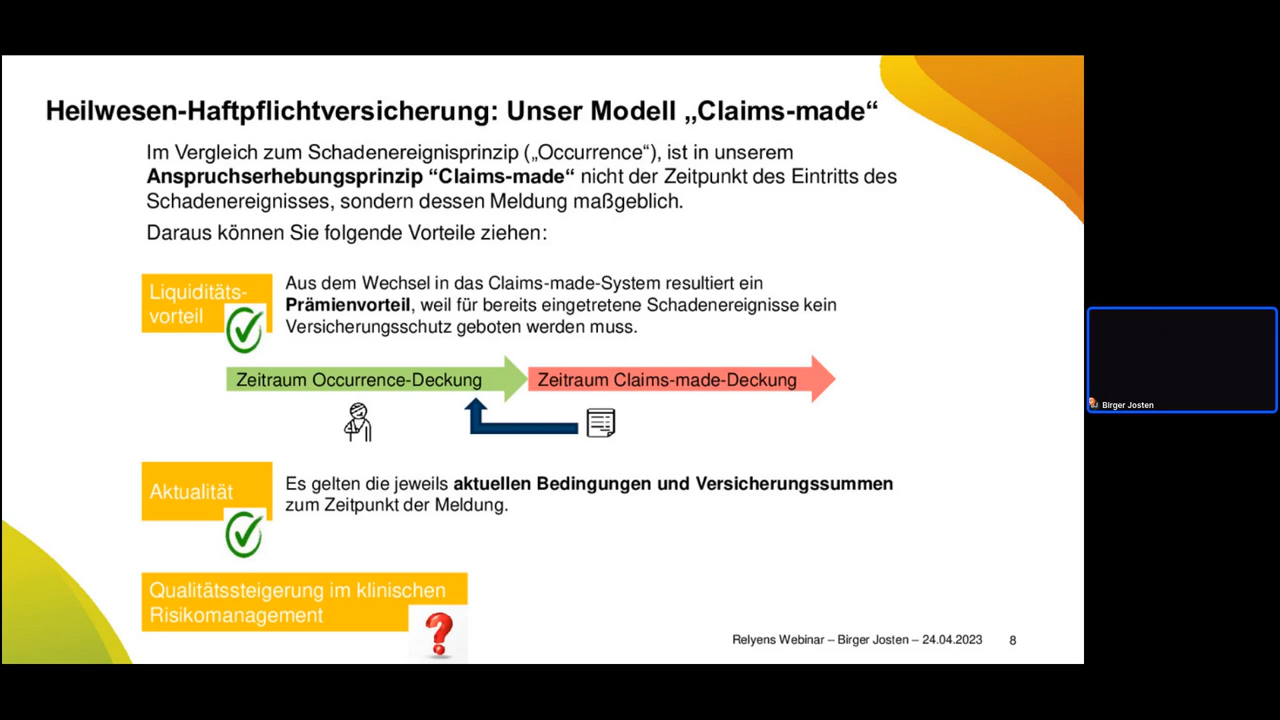 Heilwesen-Haftpflichtversicherung: Unser Modell „Claims-made“
Im Vergleich zum Schadenereignisprinzip („Occurrence“), ist in unserem
Anspruchserhebungsprinzip “Claims-made“ nicht der Zeitpunkt des Eintritts des
Schadenereignisses, sondern dessen Meldung maßgeblich.
Daraus können Sie folgende Vorteile ziehen:
Liquiditäts-
vorteil
Aus dem Wechsel in das Claims-made-System resultiert ein
Prämienvorteil, weil für bereits eingetretene Schadenereignisse kein
Versicherungsschutz geboten werden muss.
Zeitraum Occurrence-Deckung
Zeitraum Claims-made-Deckung
Birger Josten
Aktualität
Es gelten die jeweils aktuellen Bedingungen und Versicherungssummen
zum Zeitpunkt der Meldung.
Qualitätssteigerung im klinischen
Risikomanagement
?
Relyens Webinar – Birger Josten – 24.04.2023
8